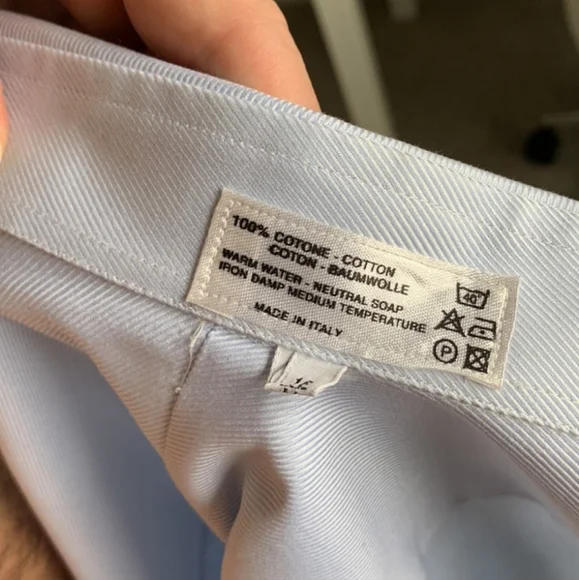 100% COTONE - COTTON
COTON - BAUMWOLLE
WARM WATER - NEUTRAL SOAP
IRON DAMP MEDIUM TEMPERATURE
MADE IN ITALY
40°
P